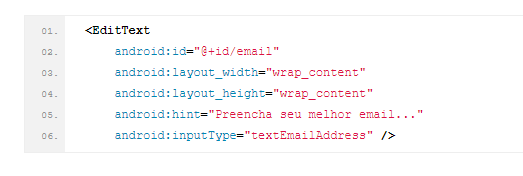 01. <EditText
02. android:id="@+id/email"
03. android:layout_width="wrap_content"
04. android:layout_height="wrap_content"
05. android:hint="Preencha seu melhor email..."
06. android:inputType="textEmailAddress" />